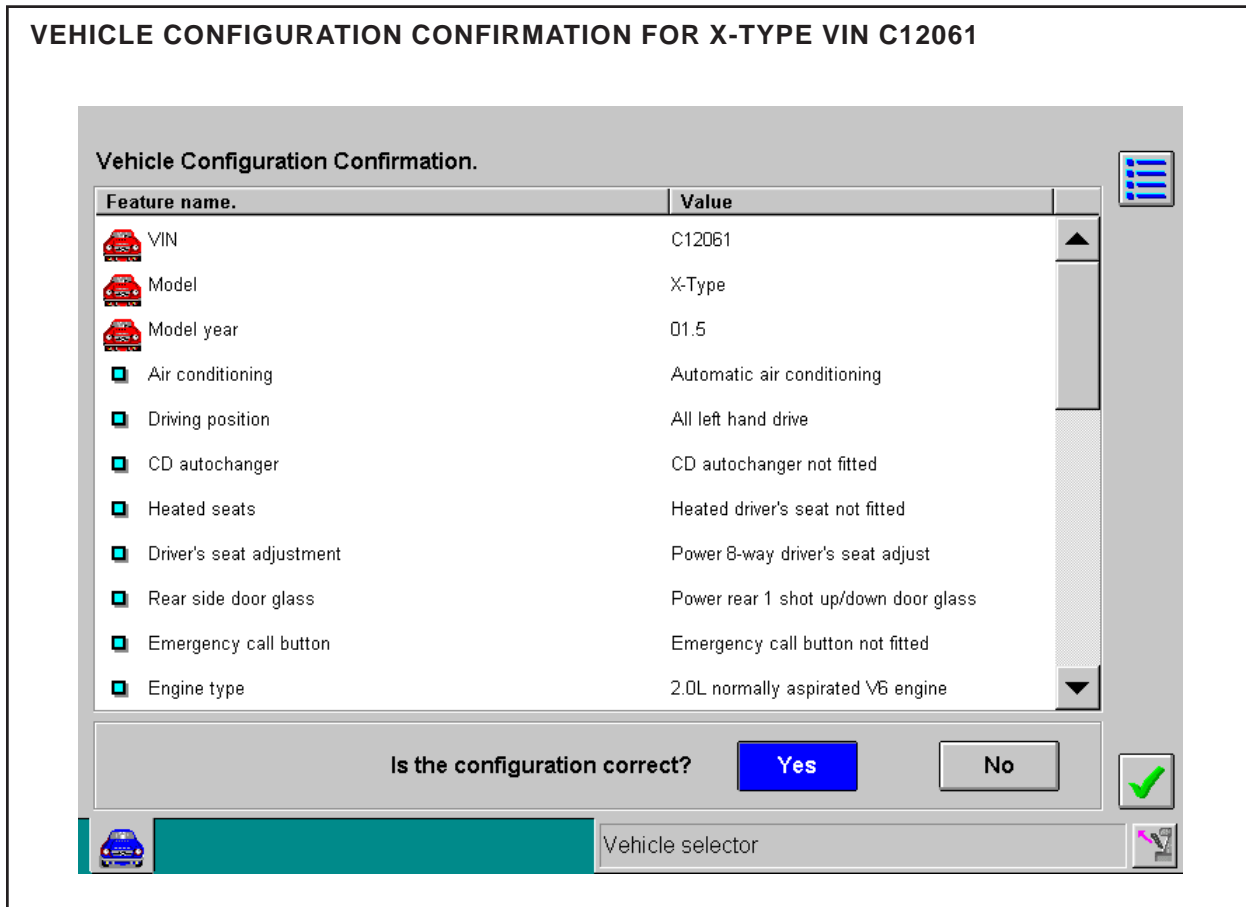 VEHICLE CONFIGURATION CONFIRMATION FOR X-TYPE VIN C12061
Vehicle Configuration Confirmation.
Feature name. Value
VIN C12061
Model X-Type
Model year 01.5
Air conditioning Automatic air conditioning
Driving position All left hand drive
CD autochanger CD autochanger not fitted
Heated seats Heated driver's seat not fitted
Driver's seat adjustment Power 8-way driver's seat adjust
Rear side door glass Power rear 1 shot up/down door glass
Emergency call button Emergency call button not fitted
Engine type 2.0L normally aspirated V6 engine
Is the configuration correct? Yes No
Vehicle selector